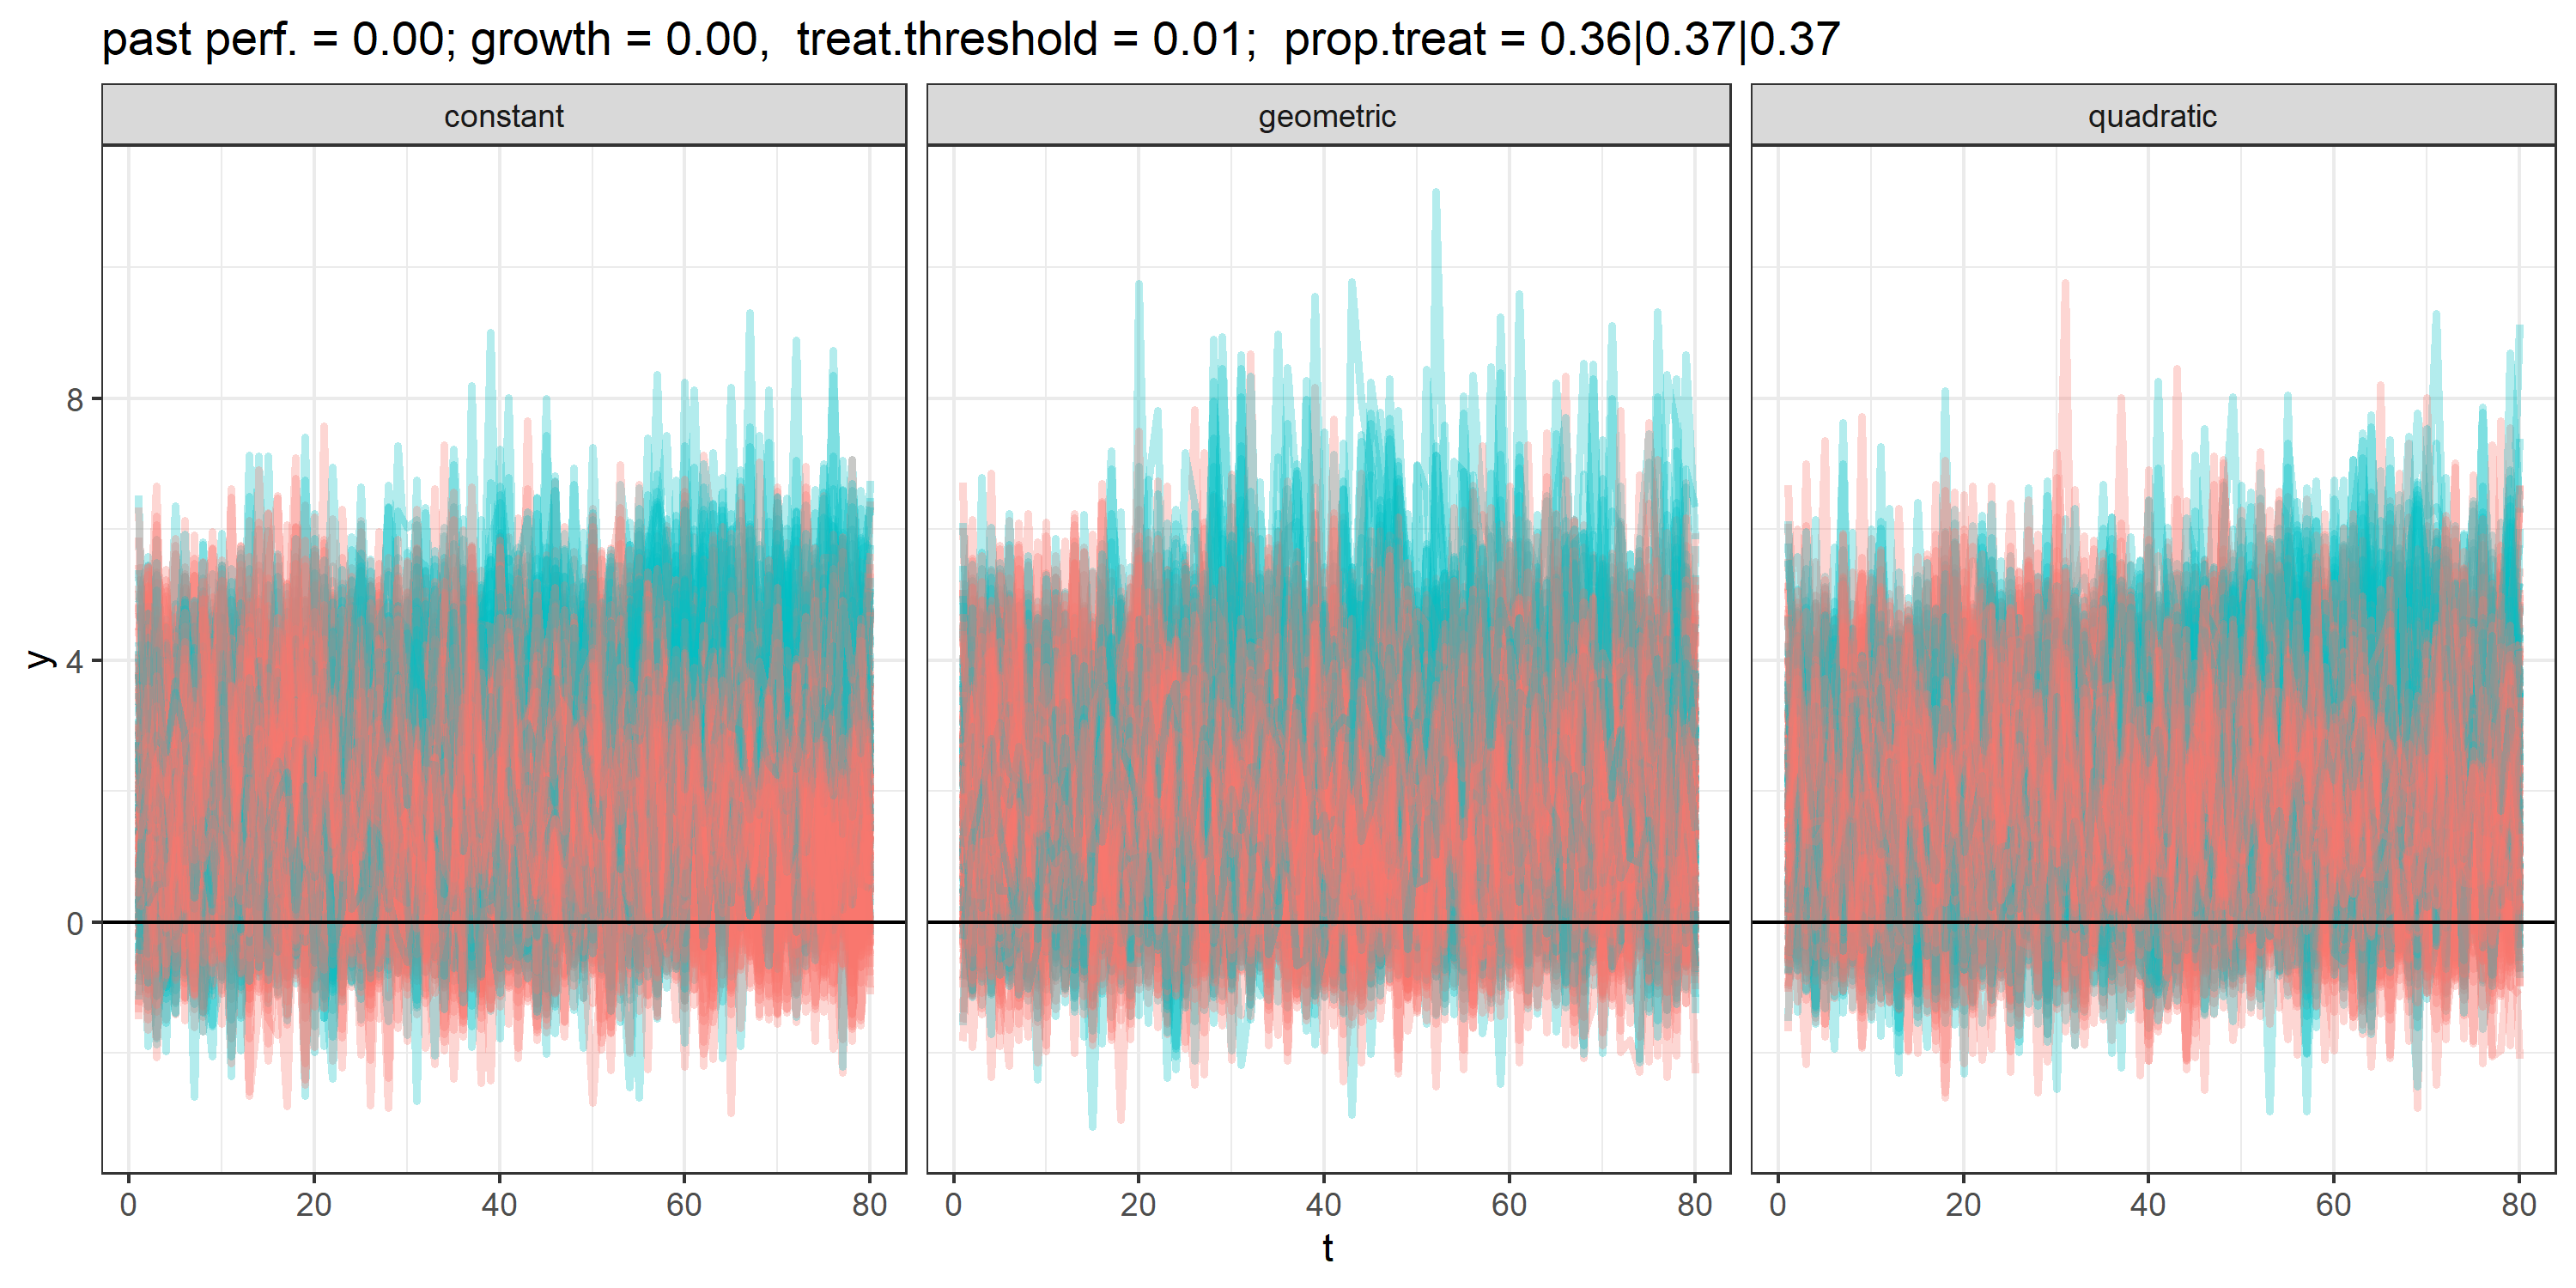 past perf. = 0.00; growth = 0.00,  treat.threshold = 0.01;  prop.treat = 0.36|0.37|0.37
constant geometric quadratic
8
4
0
y
0 20 40 60 80 0 20 40 60 80 0 20 40 60 80
t